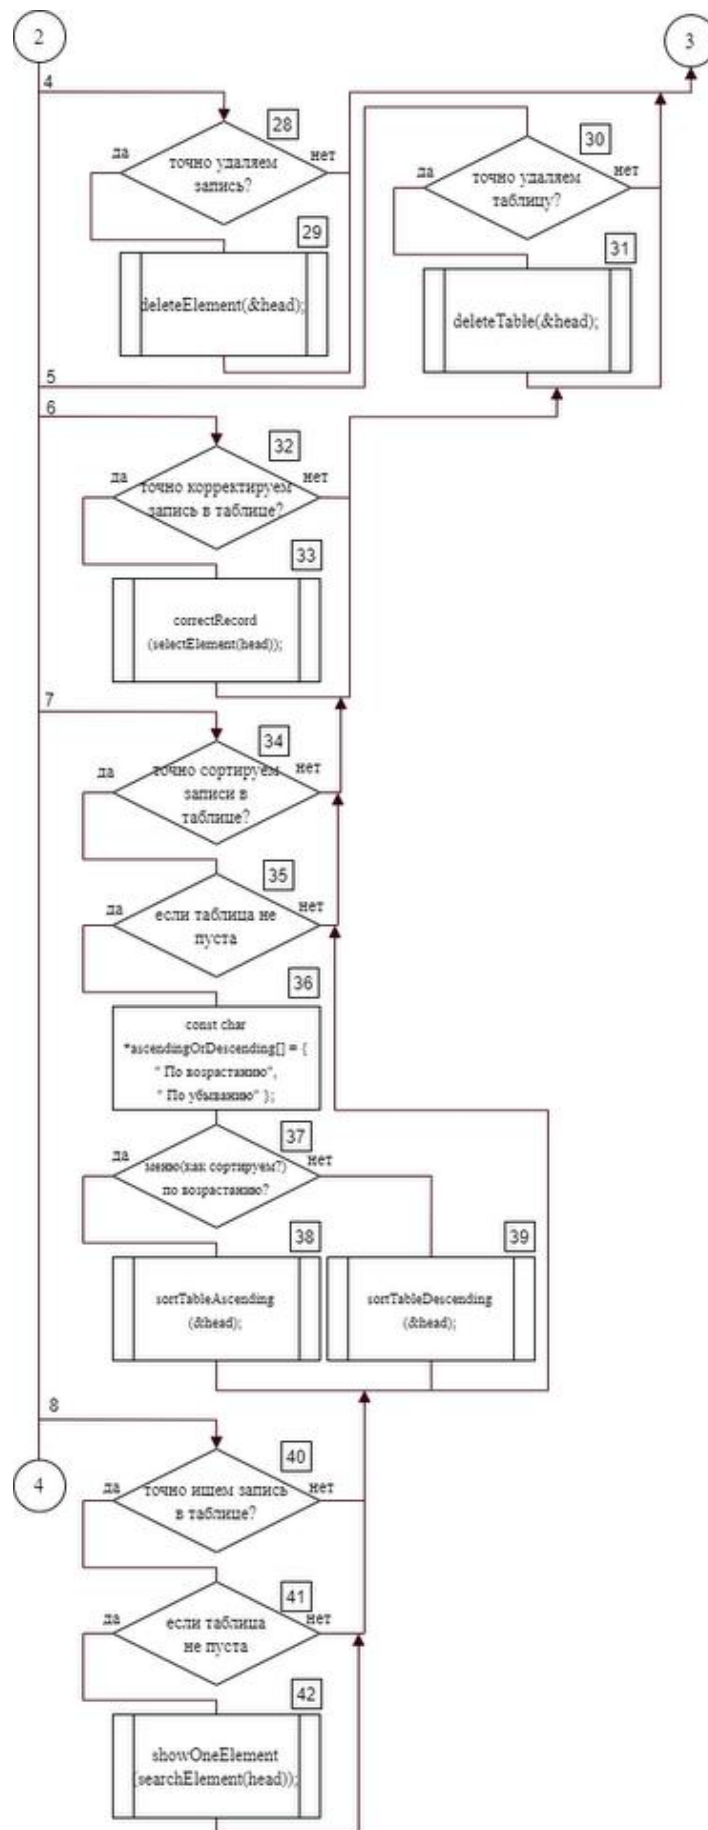 2
3
4
28
да
нет
точно удаляем
запись?
29
deleteElement(&head);
30
да
нет
точно удаляем
таблицу?
31
deleteTable(&head);
5
6
32
да
нет
точно корректируем
запись в таблице?
33
correctRecord
(selectElement(head));
7
34
да
нет
точно сортируем
записи в
таблице?
35
да
нет
если таблица не
пуста
36
const char
*ascendingOrDescending[] = {
" По возрастанию",
" По убыванию" };
37
да
нет
меню(как сортируем?)
по возрастанию?
38
sortTableAscending
(&head);
39
sortTableDescending
(&head);
8
4
40
да
нет
точно ищем запись
в таблице?
41
да
нет
если таблица
не пуста
42
showOneElement
(searchElement(head));